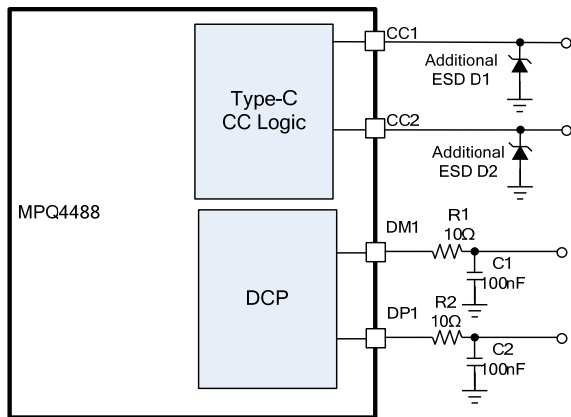 CC1
Additional
ESD D1
Type-C
CC Logic
CC2
Additional
ESD D2
MPQ4488
DM1
R1
10Ω
C1
100nF
DCP
DP1
R2
10Ω
C2
100nF